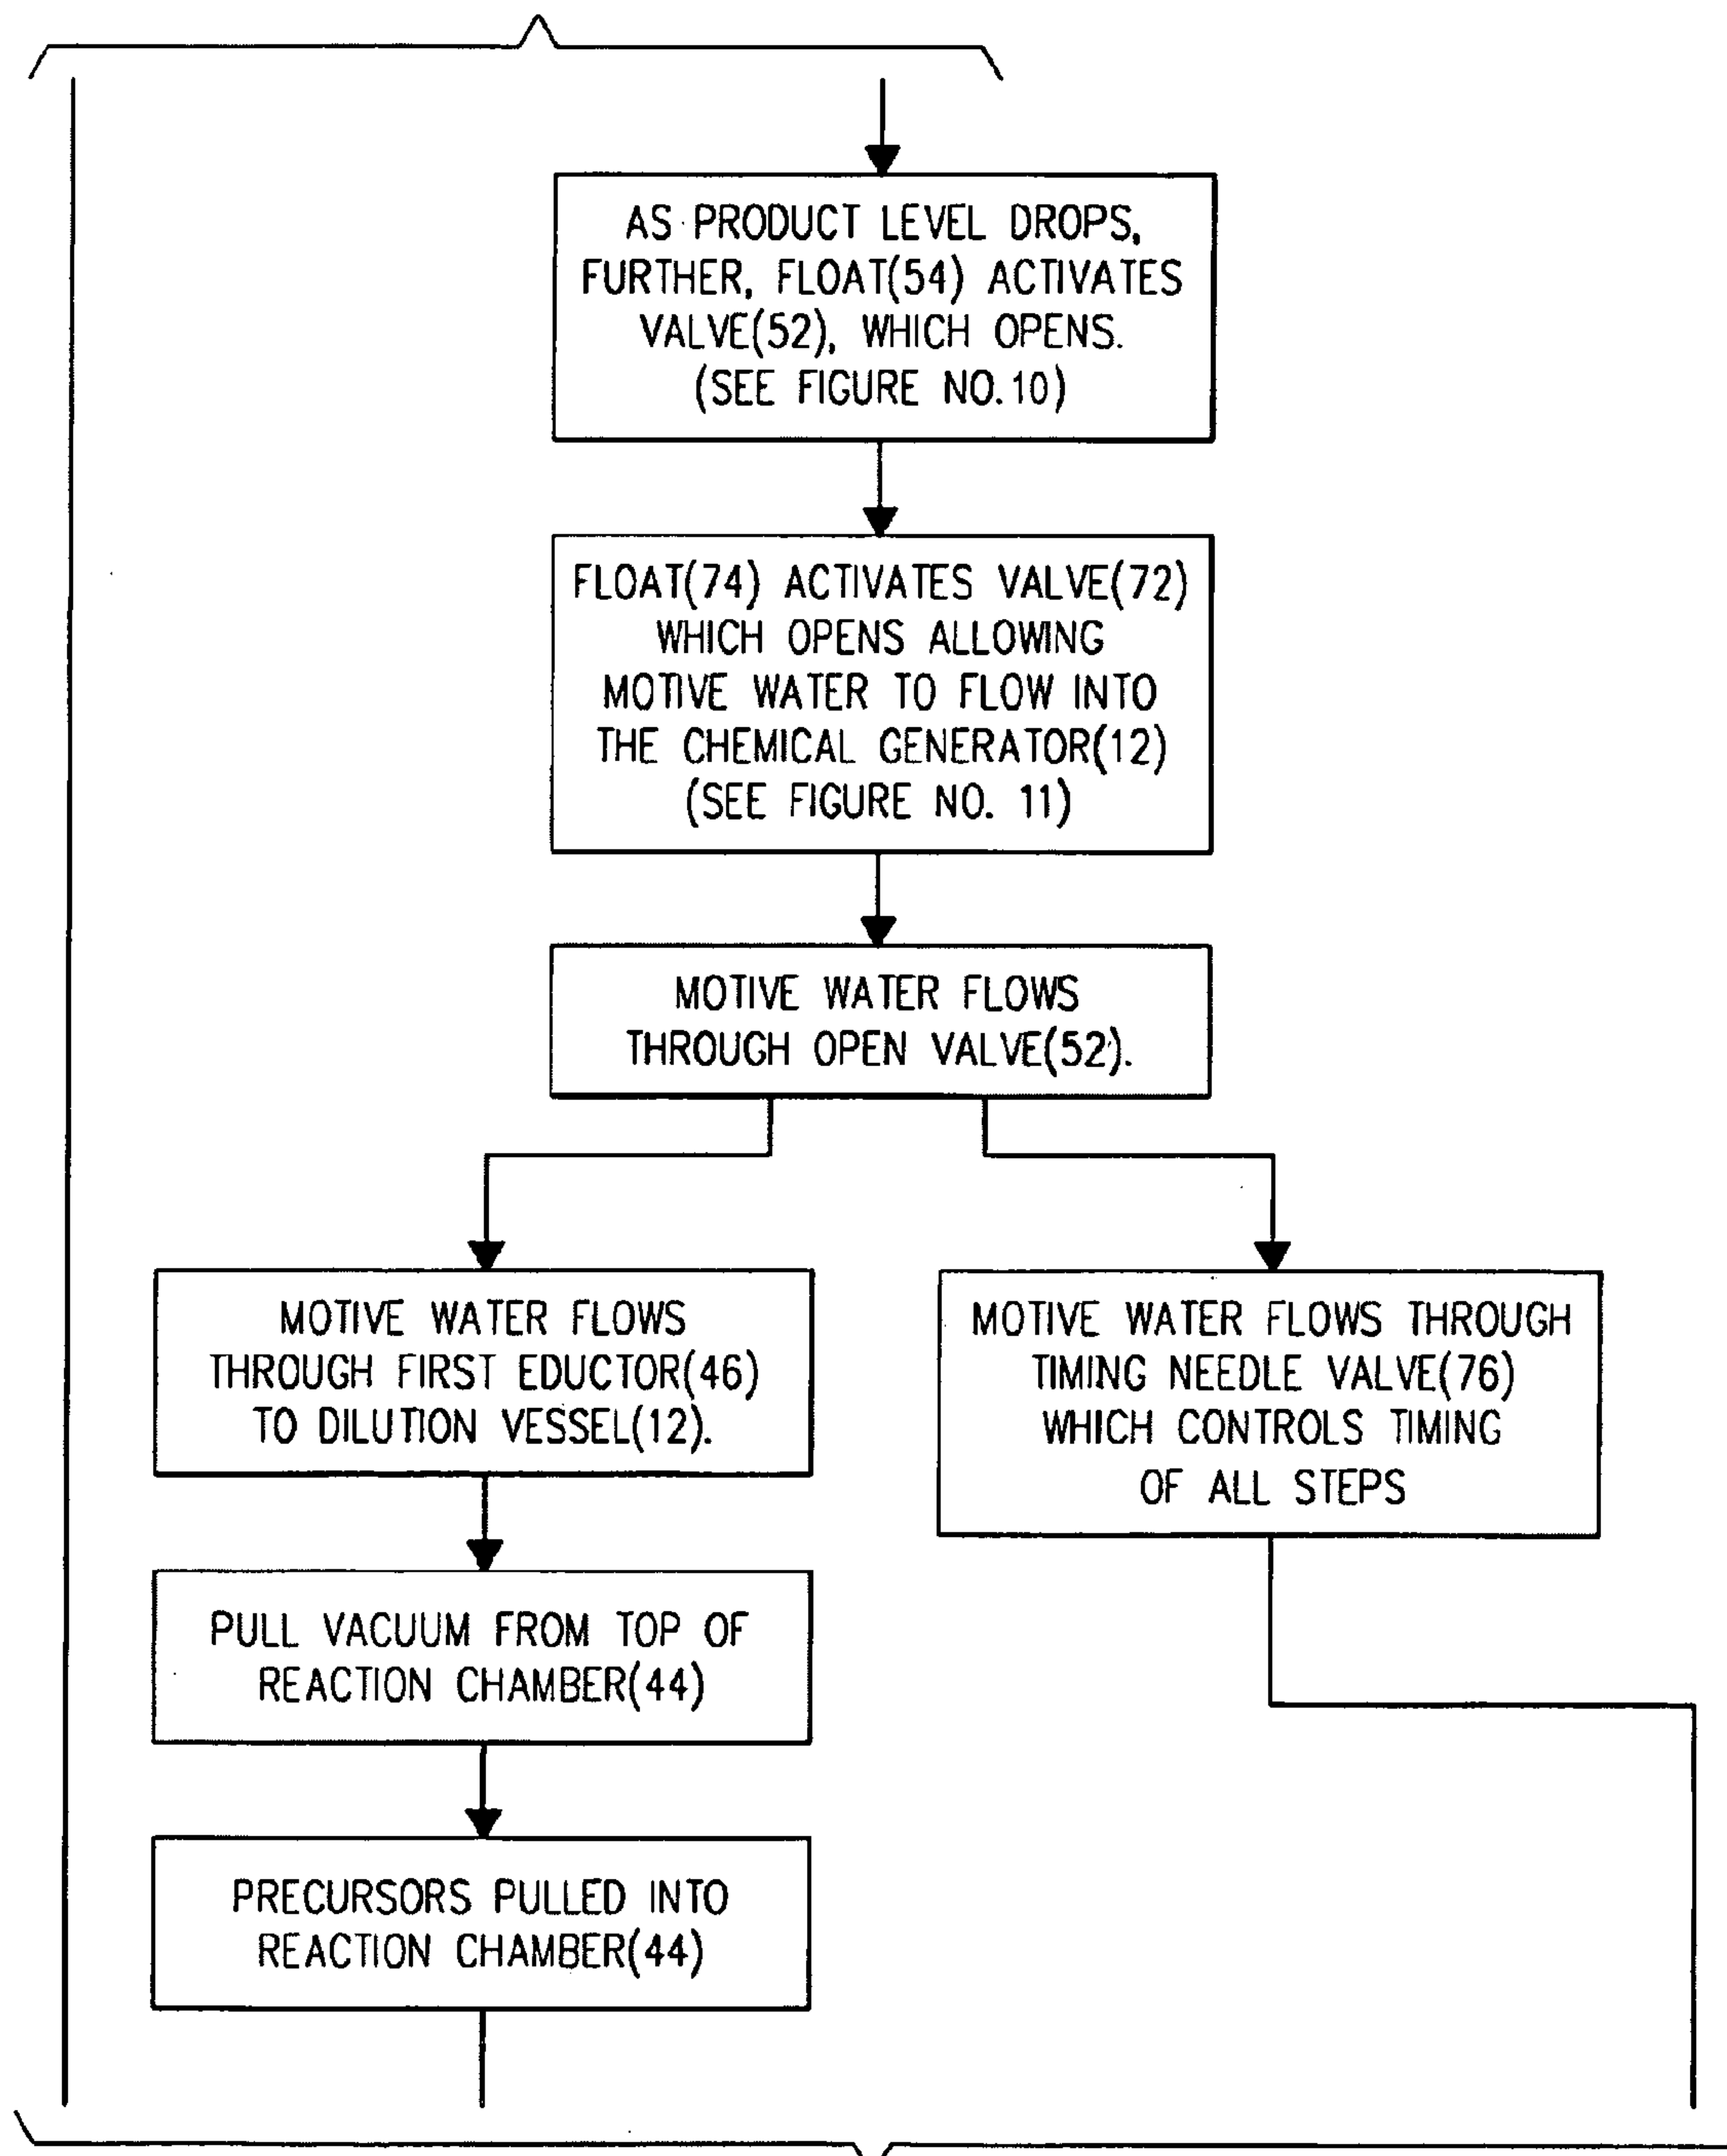 AS PRODUCT LEVEL DROPS,
FURTHER, FLOAT(54) ACTIVATES
VALVE(52), WHICH OPENS.
(SEE FIGURE NO.10)
FLOAT(74) ACTIVATES VALVE(72)
WHICH OPENS ALLOWING
MOTIVE WATER TO FLOW INTO
THE CHEMICAL GENERATOR(12)
(SEE FIGURE NO. 11)
MOTIVE WATER FLOWS
THROUGH OPEN VALVE(52).
MOTIVE WATER FLOWS
THROUGH FIRST EDUCTOR(46)
TO DILUTION VESSEL(12).
MOTIVE WATER FLOWS THROUGH
TIMING NEEDLE VALVE(76)
WHICH CONTROLS TIMING
OF ALL STEPS
PULL VACUUM FROM TOP OF
REACTION CHAMBER(44)
PRECURSORS PULLED INTO
REACTION CHAMBER(44)